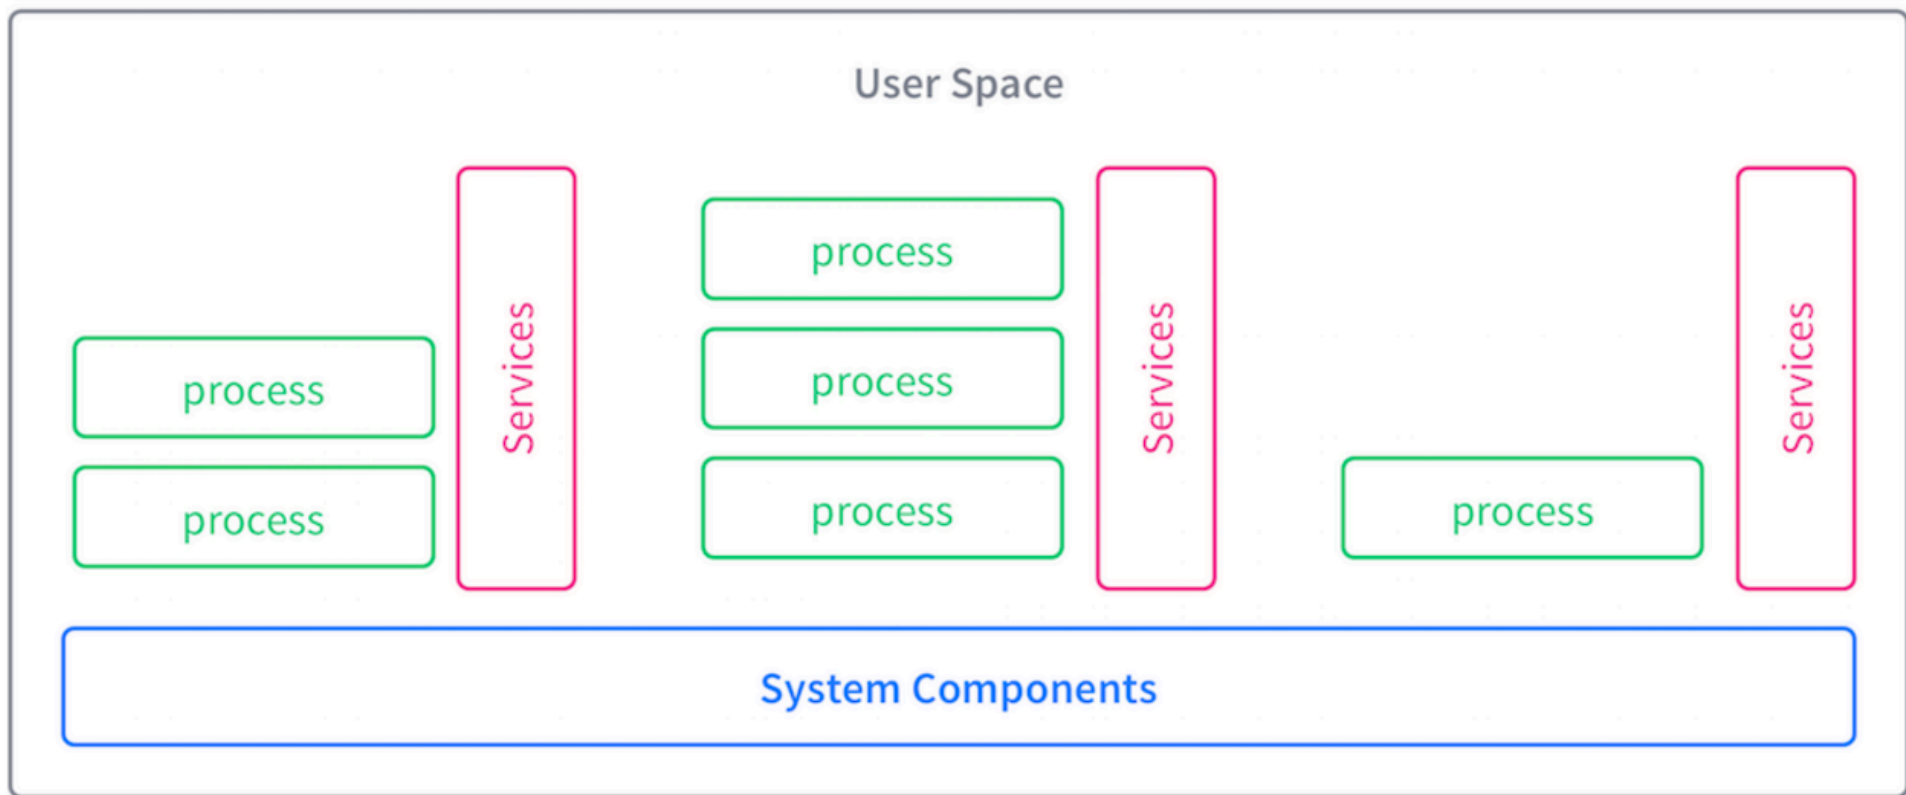 User Space
process
process
Services
process
process
process
Services
process
Services
System Components